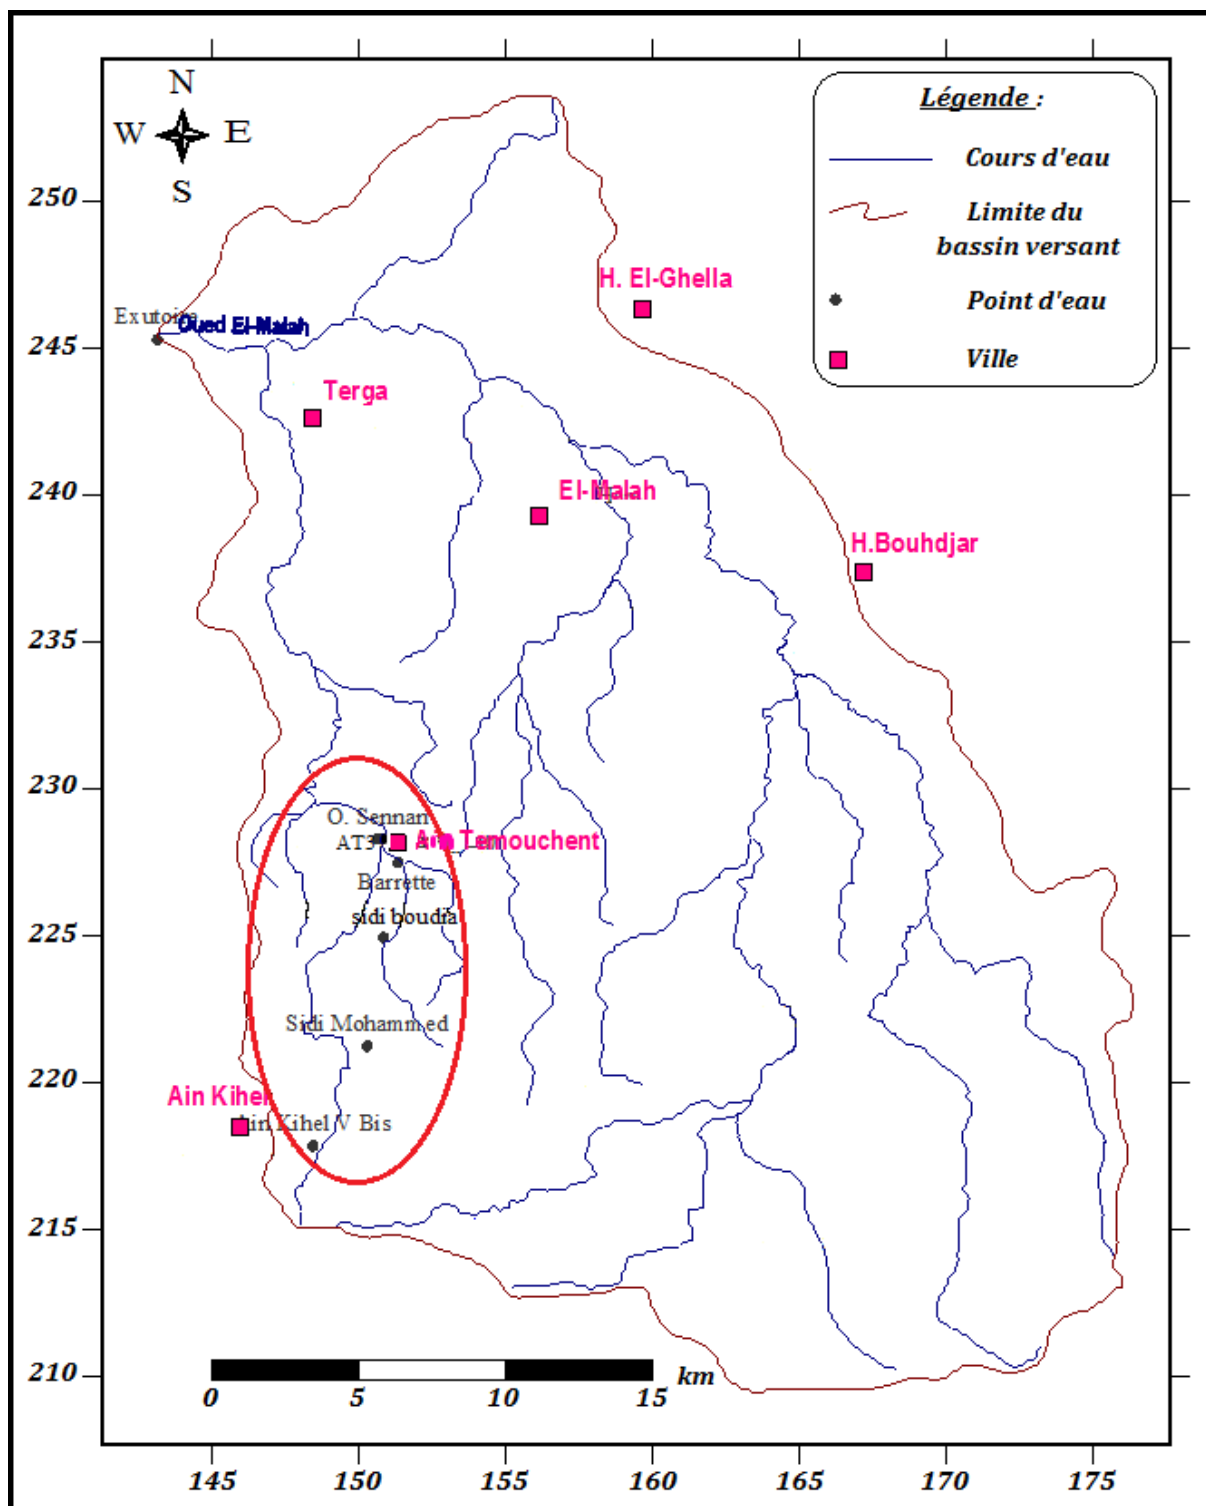 N
W E
S
Légende :
Cours d'eau
Limite du
bassin versant
Point d'eau
Ville
250
245
240
235
230
225
220
215
210
H. El-Ghella
Exutoire
Oued El-Malah
Terga
El-Malah
H.Bouhdjar
O. Sennan
AT3
Ain Temouchent
Barrette
sidi boudia
Sidi Mohammed
Ain Kihel
Ain Kihel V Bis
0 5 10 15 km
145 150 155 160 165 170 175